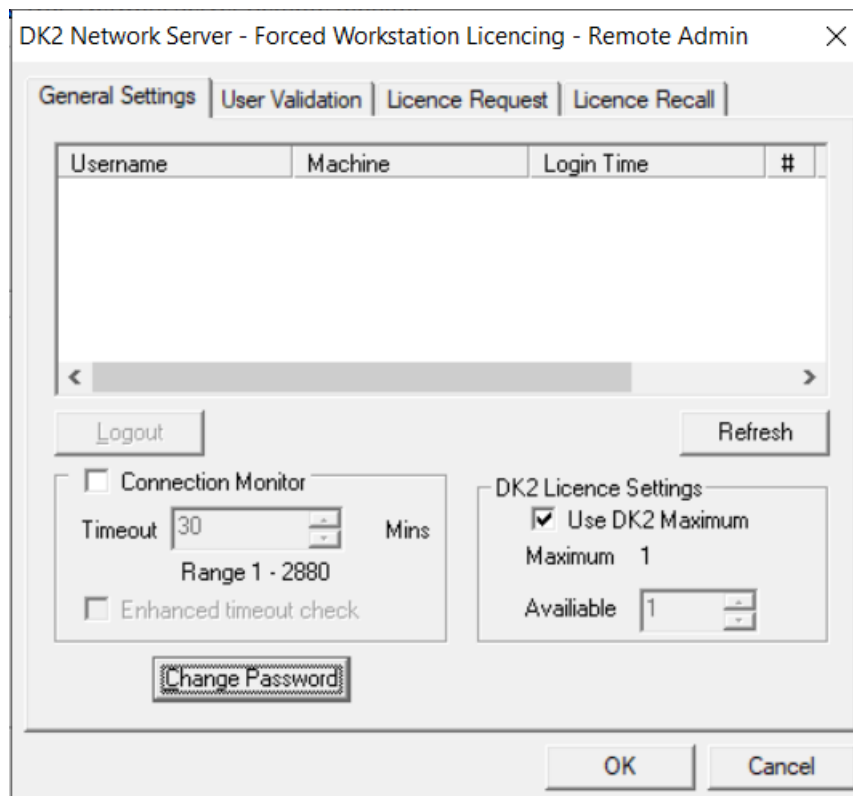 DK2 Network Server - Forced Workstation Licencing - Remote Admin
General Settings User Validation Licence Request Licence Recall
Username Machine Login Time #
Logout Refresh
Connection Monitor
DK2 Licence Settings
Use DK2 Maximum
Timeout 30 Mins
Maximum 1
Range 1 - 2880
Enhanced timeout check
Availiable 1
Change Password
OK Cancel